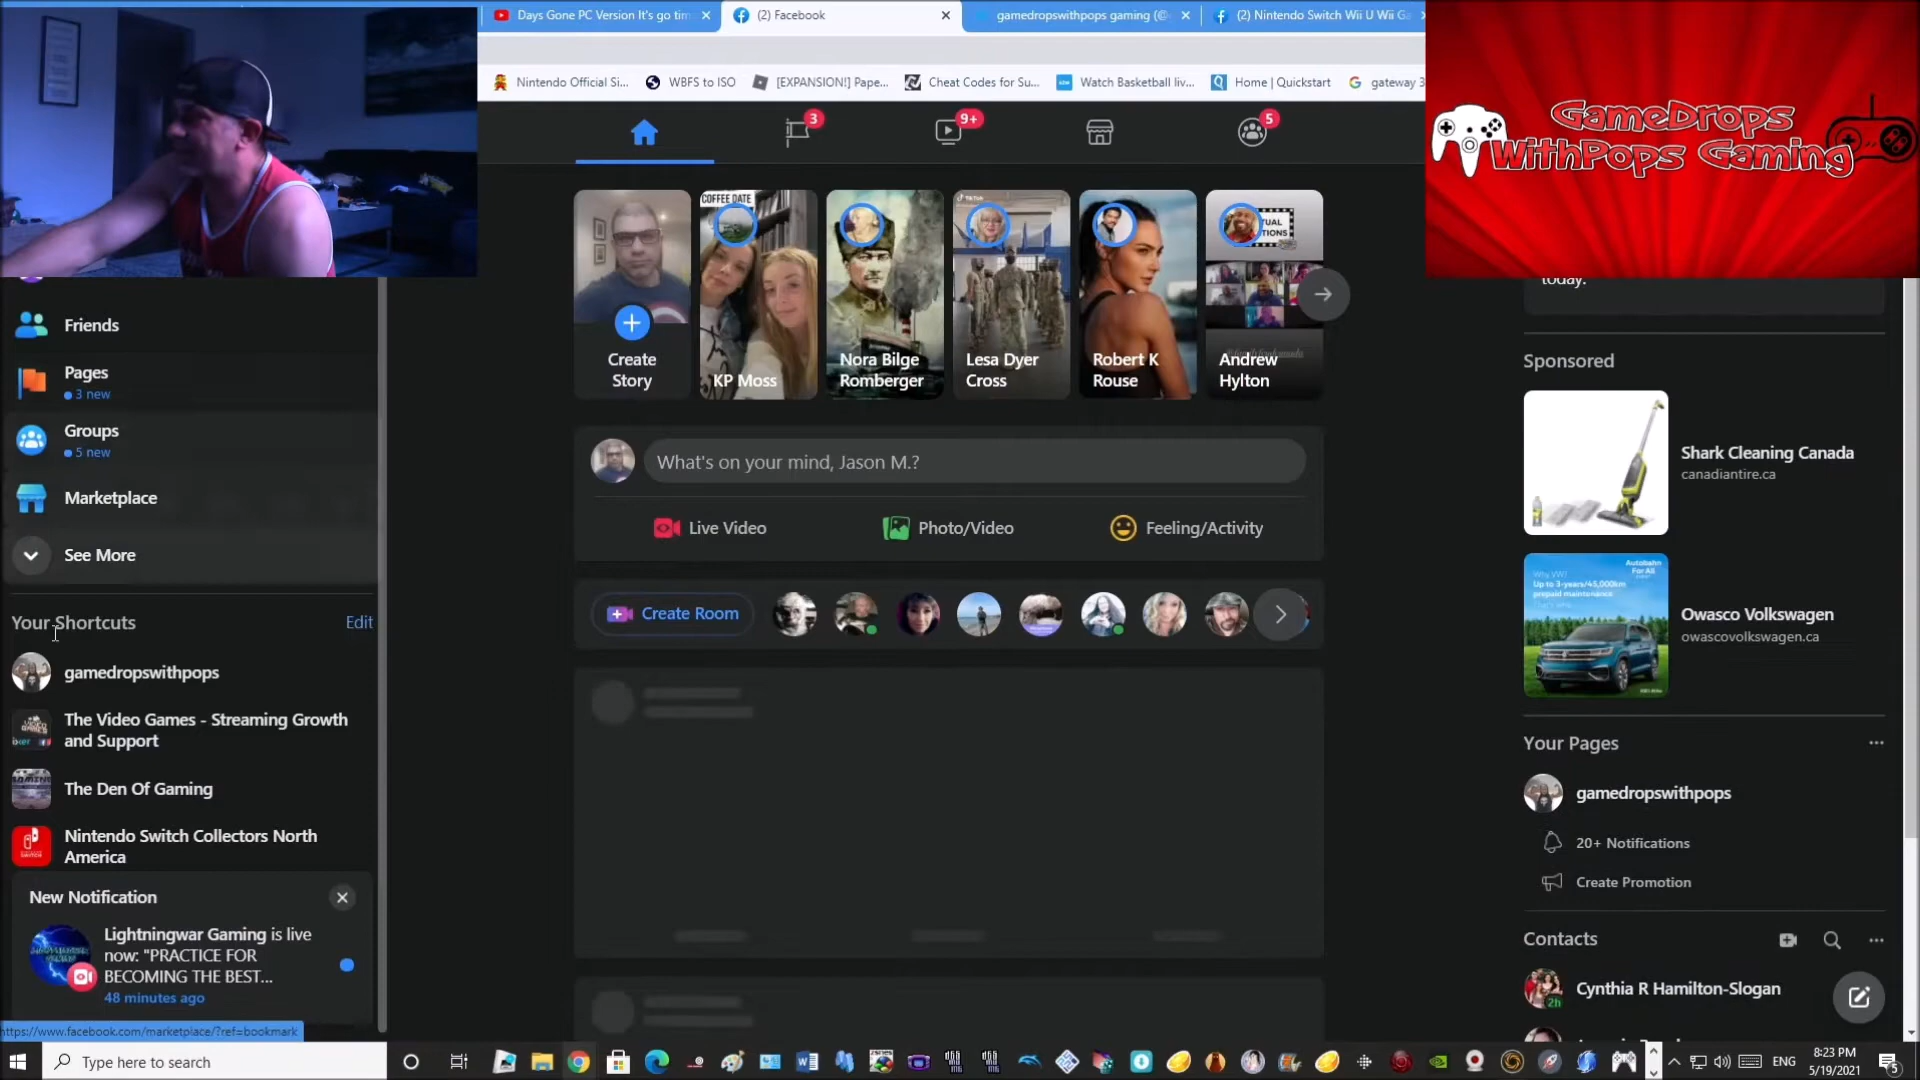 Days Gone PC Version It's go tim
(2) Facebook
gamedropswithpops gaming (@
(2) Nintendo Switch Wii U Wii Ga
Nintendo Official Si...
WBFS to ISO
[EXPANSION!] Pape...
Cheat Codes for Su...
Watch Basketball liv...
Home | Quickstart
gateway 3
GameDrops
WithPops Gaming
3
9+
5
COFFEE DATE
Create
Story
KP Moss
Nora Bilge
Romberger
Lesa Dyer
Cross
Robert K
Rouse
Andrew
Hylton
What's on your mind, Jason M.?
Live Video
Photo/Video
Feeling/Activity
Create Room
Friends
Pages
3 new
Groups
5 new
Marketplace
See More
Your Shortcuts
Edit
gamedropswithpops
The Video Games - Streaming Growth
and Support
The Den Of Gaming
Nintendo Switch Collectors North
America
New Notification
Lightningwar Gaming is live
now: "PRACTICE FOR
BECOMING THE BEST...
48 minutes ago
https://www.facebook.com/marketplace/?ref=bookmark
today.
Sponsored
Shark Cleaning Canada
canadiantire.ca
Autobahn
For All
Why VW?
Up to 3-years/45,000km
prepaid maintenance
Owasco Volkswagen
owascovolkswagen.ca
Your Pages
gamedropswithpops
20+ Notifications
Create Promotion
Contacts
Cynthia R Hamilton-Slogan
2h
Type here to search
ENG
8:23 PM
5/19/2021
5